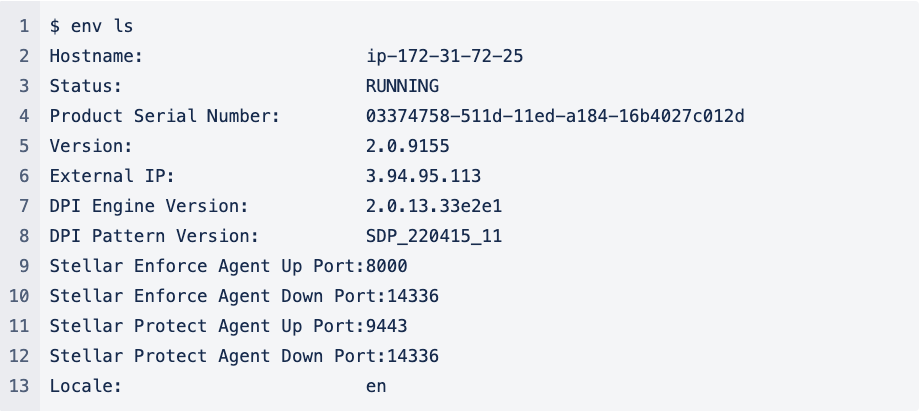 1 $ env ls
2 Hostname: ip-172-31-72-25
3 Status: RUNNING
4 Product Serial Number: 03374758-511d-11ed-a184-16b4027c012d
5 Version: 2.0.9155
6 External IP: 3.94.95.113
7 DPI Engine Version: 2.0.13.33e2e1
8 DPI Pattern Version: SDP_220415_11
9 Stellar Enforce Agent Up Port:8000
10 Stellar Enforce Agent Down Port:14336
11 Stellar Protect Agent Up Port:9443
12 Stellar Protect Agent Down Port:14336
13 Locale: en